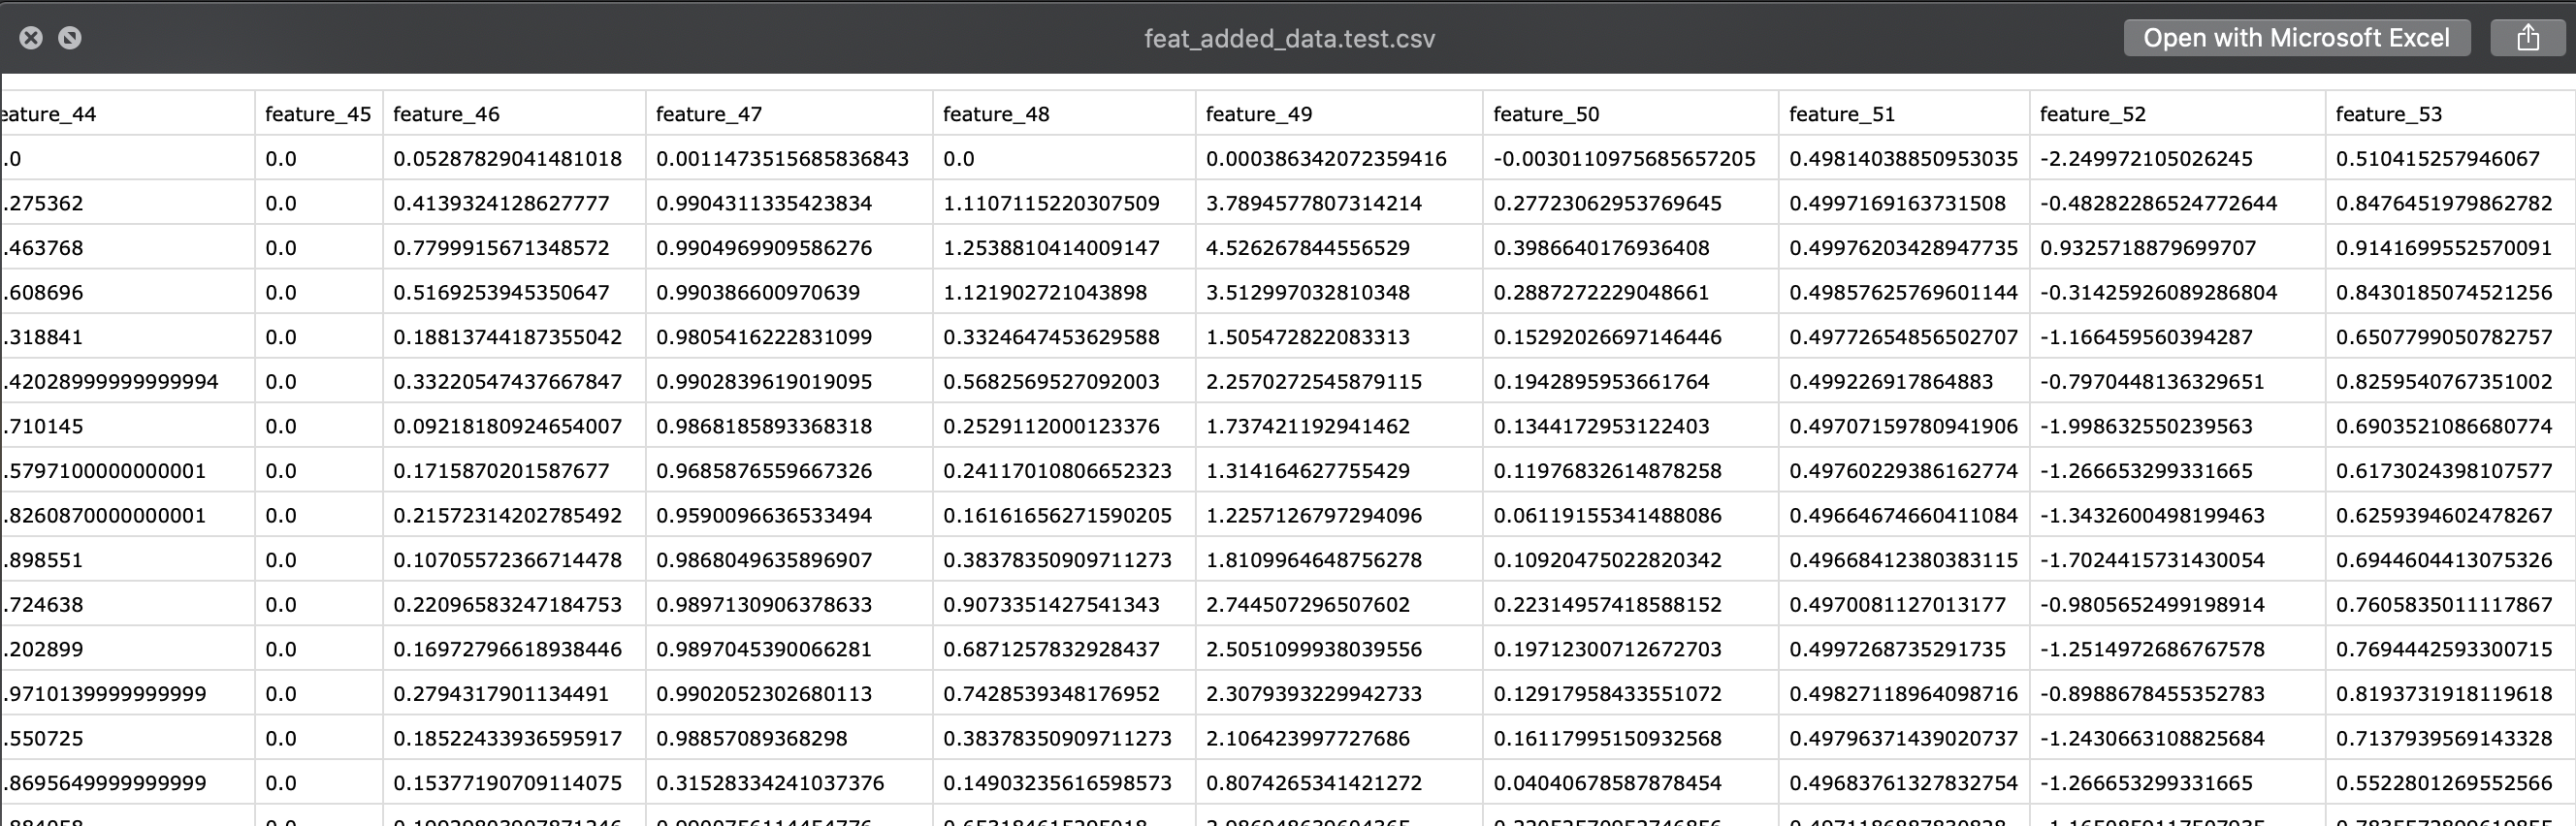 feat_added_data.test.csv
Open with Microsoft Excel
eature_44 feature_45 feature_46 feature_47 feature_48 feature_49 feature_50 feature_51 feature_52 feature_53
.0 0.0 0.05287829041481018 0.0011473515685836843 0.0 0.000386342072359416 -0.0030110975685657205 0.49814038850953035 -2.249972105026245 0.510415257946067
.275362 0.0 0.4139324128627777 0.9904311335423834 1.1107115220307509 3.7894577807314214 0.27723062953769645 0.4997169163731508 -0.48282286524772644 0.8476451979862782
.463768 0.0 0.7799915671348572 0.9904969909586276 1.2538810414009147 4.526267844556529 0.3986640176936408 0.49976203428947735 0.9325718879699707 0.9141699552570091
.608696 0.0 0.5169253945350647 0.990386600970639 1.121902721043898 3.512997032810348 0.2887272229048661 0.49857625769601144 -0.31425926089286804 0.8430185074521256
.318841 0.0 0.18813744187355042 0.9805416222831099 0.3324647453629588 1.505472822083313 0.15292026697146446 0.49772654856502707 -1.166459560394287 0.6507799050782757
.42028999999999994 0.0 0.33220547437667847 0.9902839619019095 0.5682569527092003 2.2570272545879115 0.1942895953661764 0.499226917864883 -0.7970448136329651 0.8259540767351002
.710145 0.0 0.09218180924654007 0.9868185893368318 0.2529112000123376 1.737421192941462 0.1344172953122403 0.49707159780941906 -1.998632550239563 0.6903521086680774
.5797100000000001 0.0 0.1715870201587677 0.9685876559667326 0.24117010806652323 1.314164627755429 0.11976832614878258 0.49760229386162774 -1.266653299331665 0.6173024398107577
.8260870000000001 0.0 0.21572314202785492 0.9590096636533494 0.16161656271590205 1.2257126797294096 0.06119155341488086 0.49664674660411084 -1.3432600498199463 0.6259394602478267
.898551 0.0 0.10705572366714478 0.9868049635896907 0.38378350909711273 1.8109964648756278 0.10920475022820342 0.49668412380383115 -1.7024415731430054 0.6944604413075326
.724638 0.0 0.22096583247184753 0.9897130906378633 0.9073351427541343 2.744507296507602 0.22314957418588152 0.4970081127013177 -0.9805652499198914 0.7605835011117867
.202899 0.0 0.16972796618938446 0.9897045390066281 0.6871257832928437 2.5051099938039556 0.19712300712672703 0.4997268735291735 -1.2514972686767578 0.7694442593300715
.9710139999999999 0.0 0.2794317901134491 0.9902052302680113 0.7428539348176952 2.3079393229942733 0.12917958433551072 0.49827118964098716 -0.8988678455352783 0.8193731918119618
.550725 0.0 0.18522433936595917 0.98857089368298 0.38378350909711273 2.106423997727686 0.16117995150932568 0.49796371439020737 -1.2430663108825684 0.7137939569143328
.8695649999999999 0.0 0.15377190709114075 0.31528334241037376 0.14903235616598573 0.8074265341421272 0.04040678587878454 0.49683761327832754 -1.266653299331665 0.5522801269552566